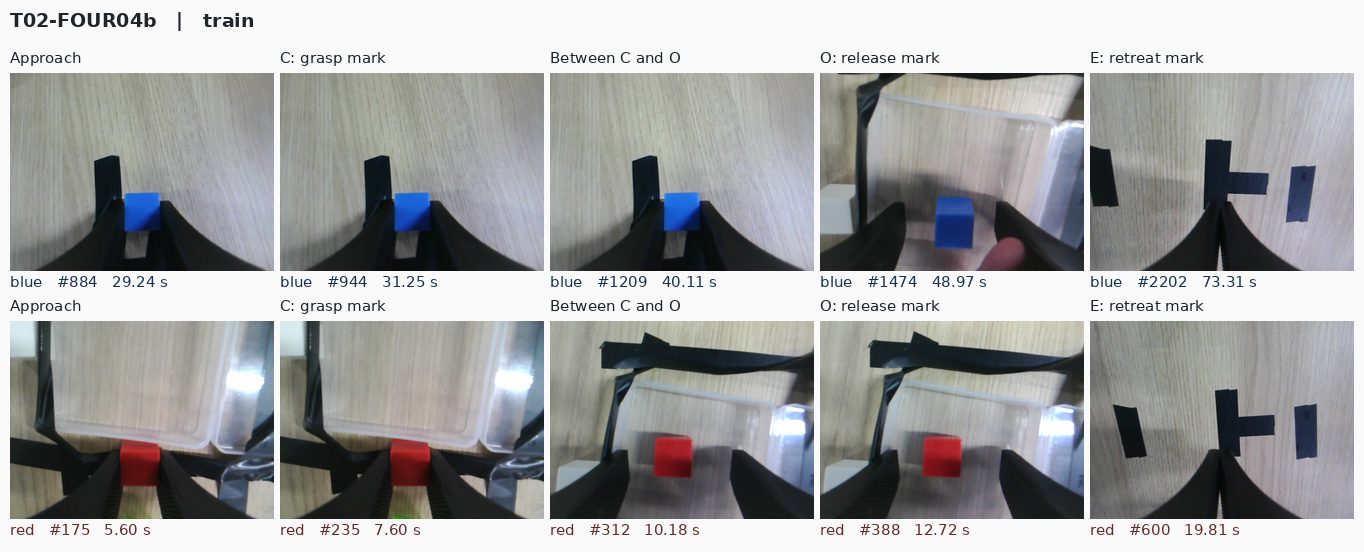 T02-FOUR04b | train
Approach
C: grasp mark
Between C and O
O: release mark
E: retreat mark
blue #884 29.24 s
blue #944 31.25 s
blue #1209 40.11 s
blue #1474 48.97 s
blue #2202 73.31 s
Approach
C: grasp mark
Between C and O
O: release mark
E: retreat mark
red #175 5.60 s
red #235 7.60 s
red #312 10.18 s
red #388 12.72 s
red #600 19.81 s